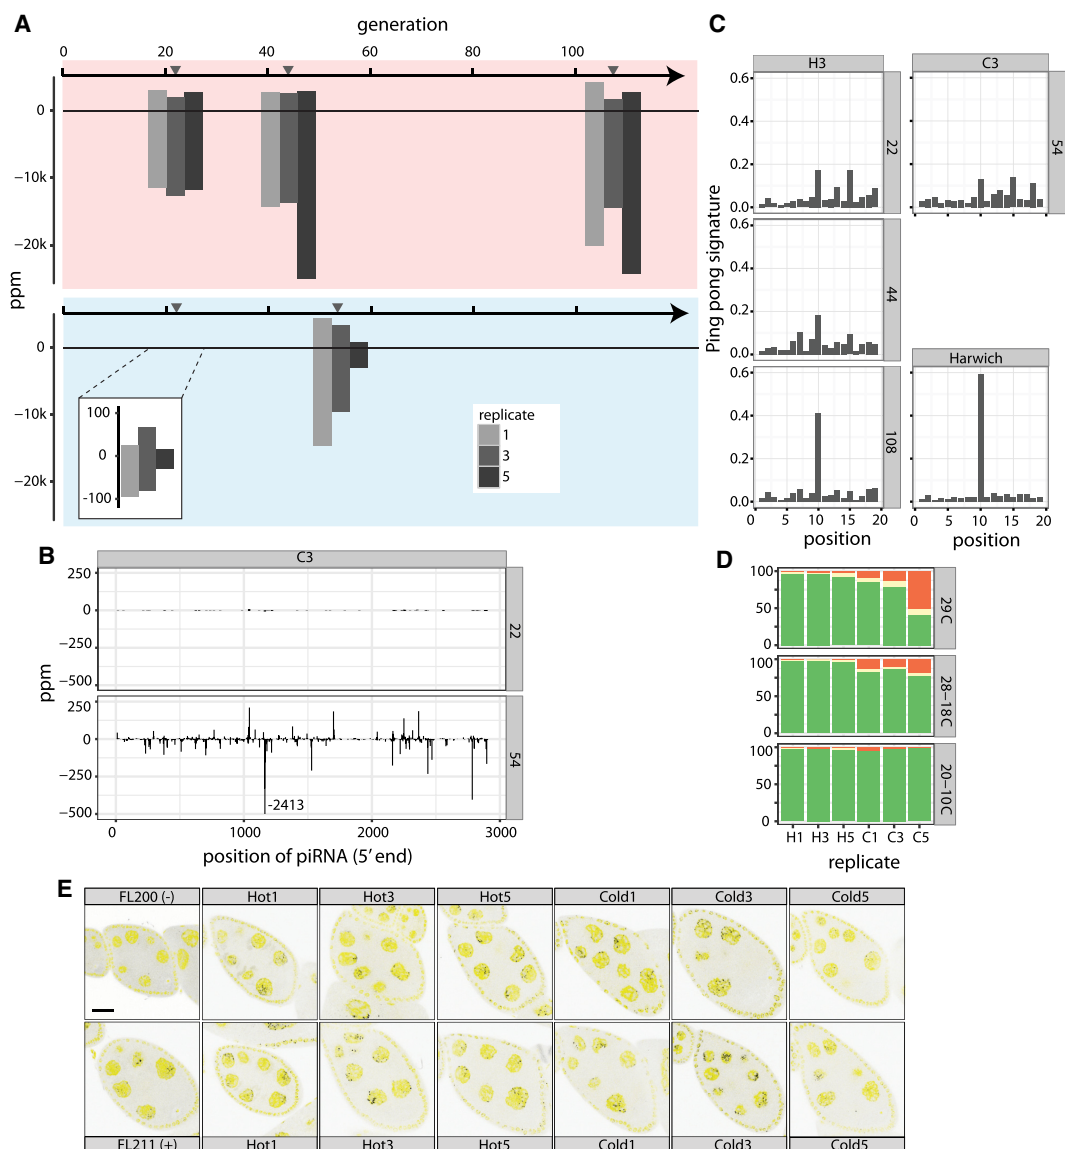 A
generation
0 20 40 60 80 100
0
−10k
−20k
ppm
0
−10k
−20k
100
0
-100
replicate
1
3
5
B
C3
250
0
−250
−500
22
ppm
250
0
−250
−500
54
-2413
0 1000 2000 3000
position of piRNA (5′ end)
C
H3
C3
0.6
0.4
0.2
0.0
22
54
Ping pong signature
0.6
0.4
0.2
0.0
44
Harwich
0.6
0.4
0.2
0.0
108
0 5 10 15 20
0 5 10 15 20
position
position
D
100
50
0
29 C
100
50
0
28−18 C
100
50
0
20−10 C
H1 H3 H5 C1 C3 C5
replicate
E
FL200 (-) Hot1 Hot3 Hot5 Cold1 Cold3 Cold5
FL211 (+) Hot1 Hot3 Hot5 Cold1 Cold3 Cold5